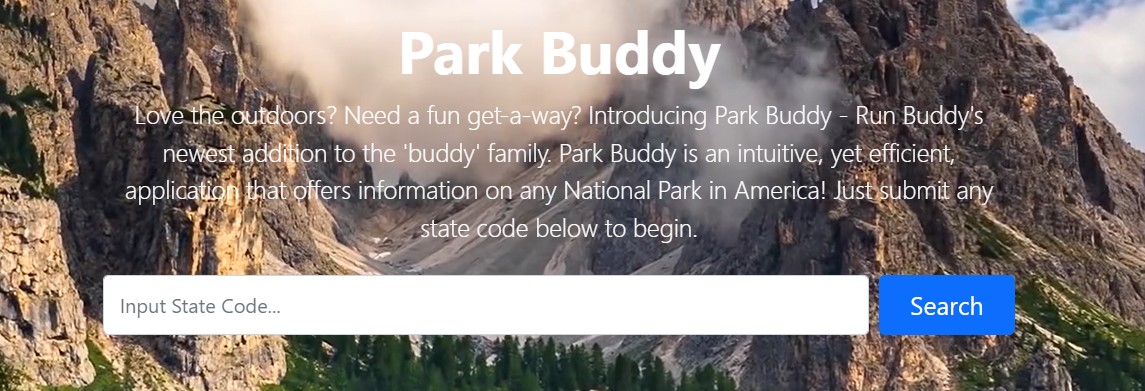 Park Buddy
Love the outdoors? Need a fun get-a-way? Introducing Park Buddy - Run Buddy's
newest addition to the 'buddy' family. Park Buddy is an intuitive, yet efficient,
application that offers information on any National Park in America! Just submit any
state code below to begin.
Input State Code...
Search